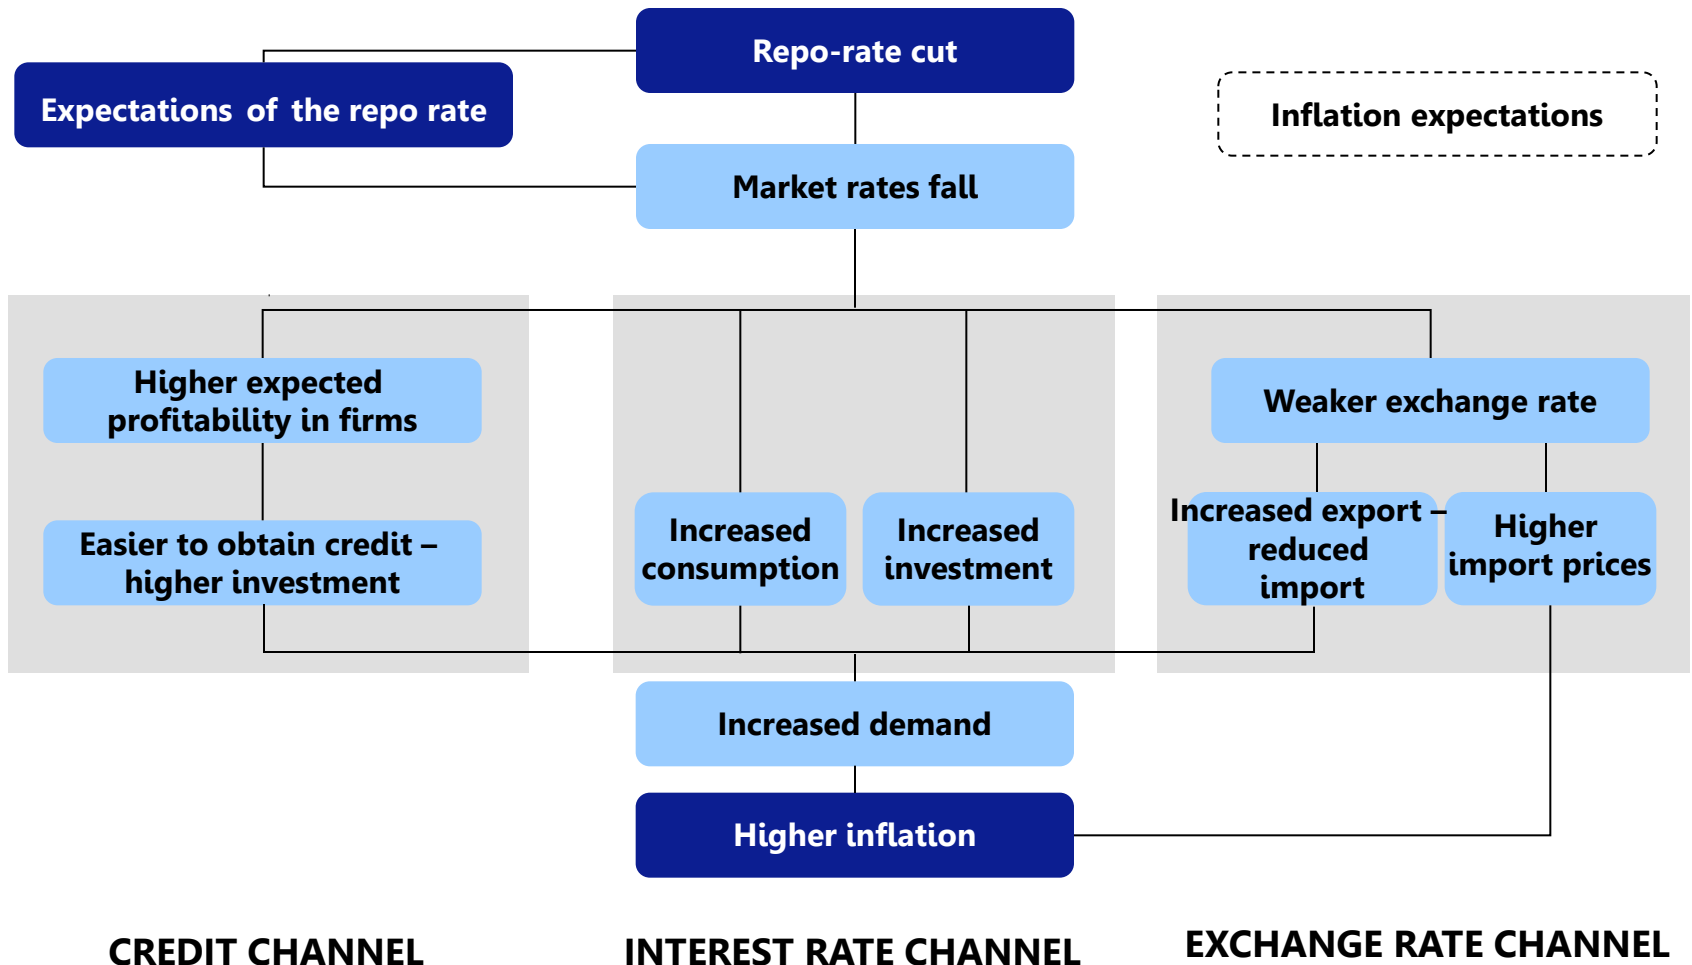 Repo-rate cut
Expectations of the repo rate
Inflation expectations
Market rates fall
Higher expected
profitability in firms
Weaker exchange rate
Easier to obtain credit –
higher investment
Increased
consumption
Increased
investment
Increased export –
reduced
import
Higher
import prices
Increased demand
Higher inflation
CREDIT CHANNEL
INTEREST RATE CHANNEL
EXCHANGE RATE CHANNEL